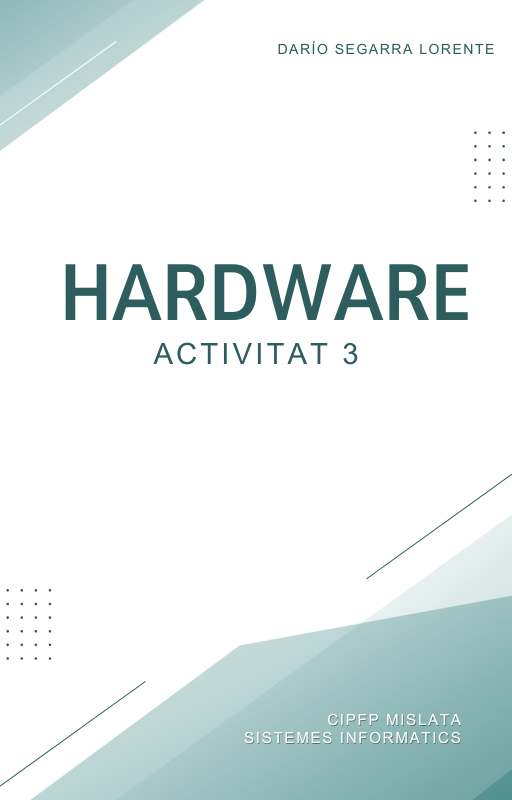 DARÍO SEGARRA LORENTE
HARDWARE
ACTIVITAT 3
CIPFP MISLATA
SISTEMES INFORMATICS